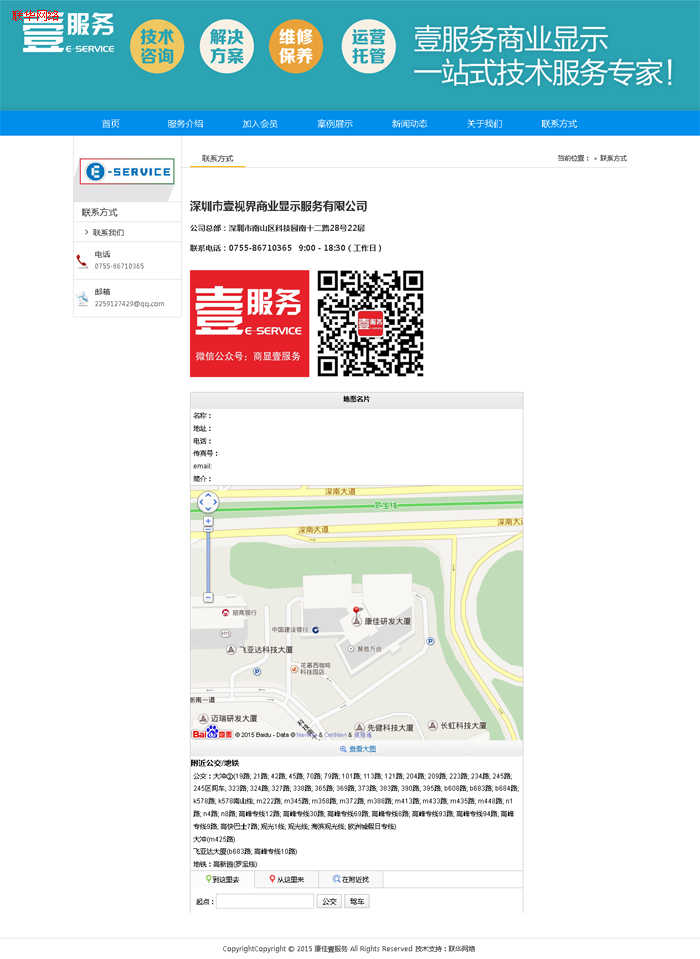 联华网络
壹服务
E-SERVICE
技术咨询
解决方案
维修保养
运营托管
壹服务商业显示
一站式技术服务专家！
首页 服务介绍 加入会员 案例展示 新闻动态 关于我们 联系方式
E-SERVICE
联系方式
> 联系我们
电话
0755-86710365
邮箱
2259127429@qq.com
联系方式
当前位置： > 联系方式
深圳市壹视界商业显示服务有限公司
公司总部：深圳市南山区科技园南十二路28号22层
联系电话：0755-86710365 9:00 - 18:30（工作日）
壹服务
E-SERVICE
微信公众号：商显壹服务
壹服务
地图名片
名称：
地址：
电话：
传真号：
email:
简介：
深南大道
罗宝线
深南大道
深南大道
招商银行
中国建设银行
康佳研发大厦
飞亚达科技大厦
聚胜万合
花喜西咖啡
科技园店
新南一道
迈瑞研发大厦
先健科技大厦
长虹科技大厦
Bai 地图 © 2015 Baidu - Data © NavInfo & CenNavi & 道道通
查看大图
附近公交/地铁
公交：大冲②(19路; 21路; 42路; 45路; 70路; 79路; 101路; 113路; 121路; 204路; 209路; 223路; 234路; 245路;
245区间车; 323路; 324路; 327路; 338路; 365路; 369路; 373路; 383路; 390路; 395路; b608路; b683路; b684路;
k578路; k578南山线; m222路; m345路; m358路; m372路; m388路; m413路; m433路; m435路; m448路; n1
路; n4路; n8路; 高峰专线12路; 高峰专线30路; 高峰专线69路; 高峰专线8路; 高峰专线93路; 高峰专线94路; 高峰
专线9路; 高快巴士7路; 观光1线; 观光线; 海滨观光线; 欧洲城假日专线)
大冲(m425路)
飞亚达大厦(b683路; 高峰专线10路)
地铁：高新园(罗宝线)
到这里去 从这里来 在附近找
起点： 公交 驾车
CopyrightCopyright © 2015 康佳壹服务 All Rights Reserved 技术支持：联华网络